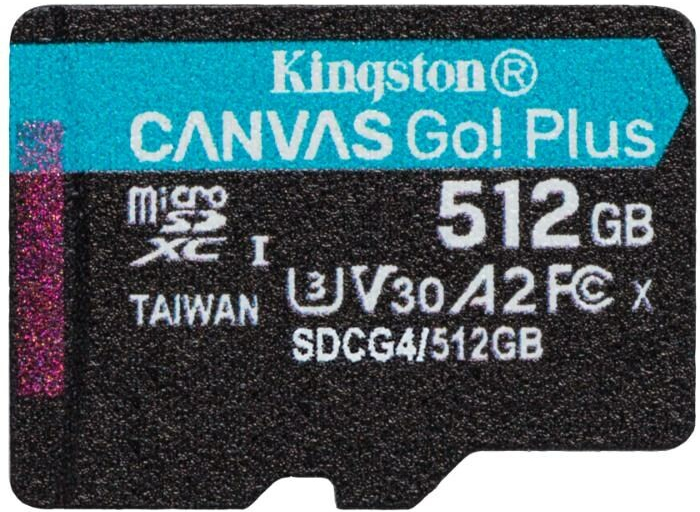 Kingston®
CANVAS Go! Plus
micro SD XC I
512 GB
TAIWAN
U3 V30 A2 FC X
SDCG4/512GB